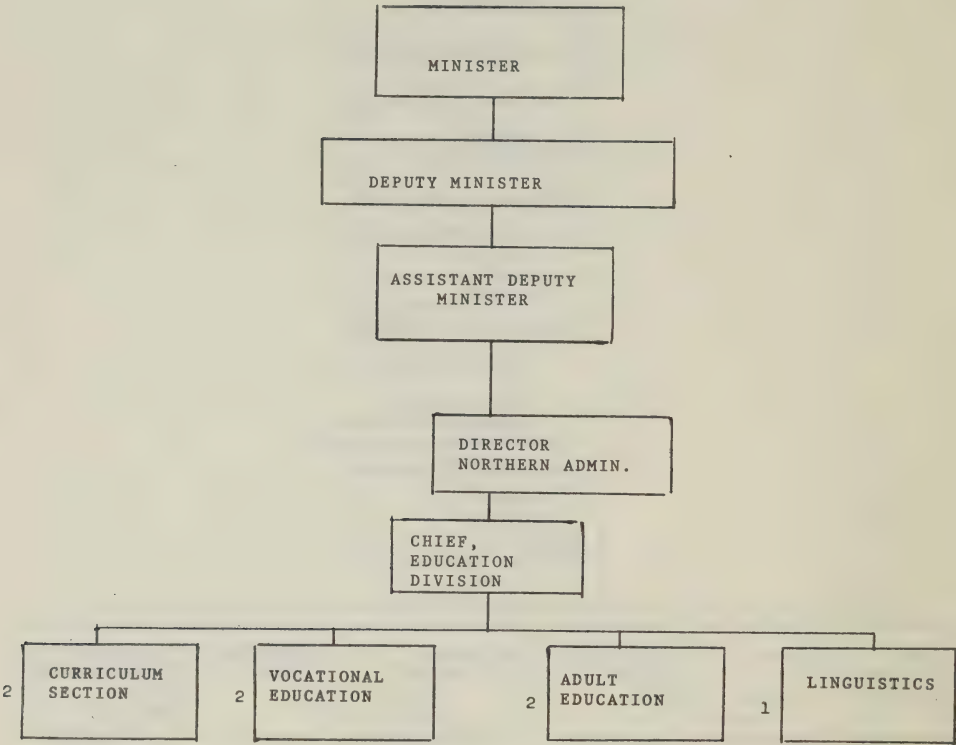 MINISTER
DEPUTY MINISTER
ASSISTANT DEPUTY
MINISTER
DIRECTOR
NORTHERN ADMIN.
CHIEF,
EDUCATION
DIVISION
2
CURRICULUM
SECTION
2
VOCATIONAL
EDUCATION
2
ADULT
EDUCATION
1
LINGUISTICS